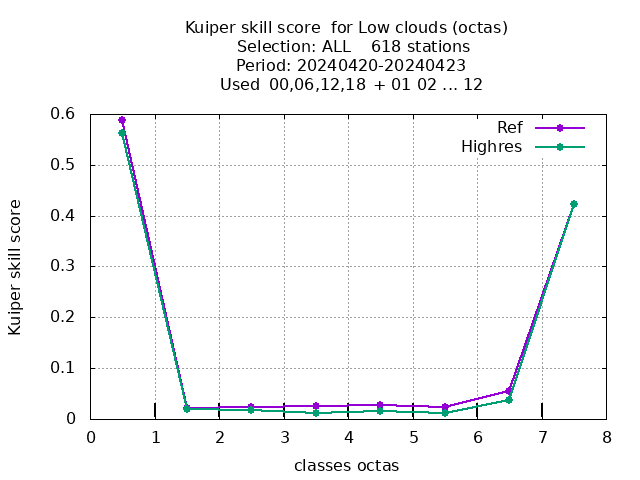 Kuiper skill score  for Low clouds (octas)
Selection: ALL    618 stations
Period: 20240420-20240423
Used  00,06,12,18  + 01 02 ... 12
Ref
Highres
0.6
0.5
0.4
0.3
0.2
0.1
0
Kuiper skill score
0 1 2 3 4 5 6 7 8
classes octas